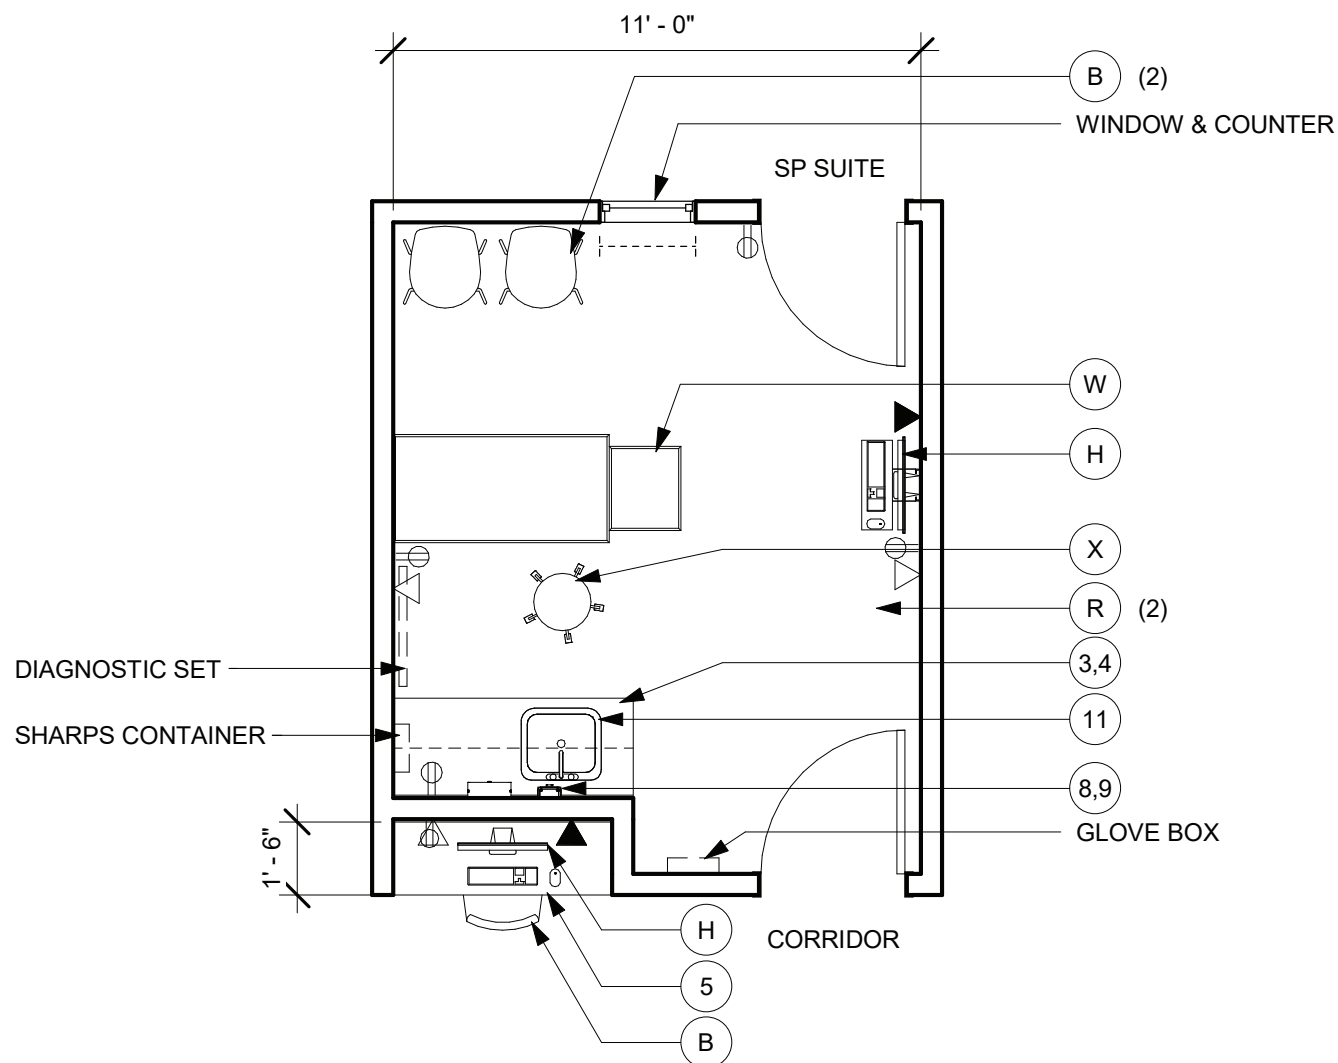 11' - 0"
B (2)
WINDOW & COUNTER
SP SUITE
W
H
X
R (2)
3,4
DIAGNOSTIC SET
11
SHARPS CONTAINER
8,9
GLOVE BOX
1' - 6"
H
CORRIDOR
5
B